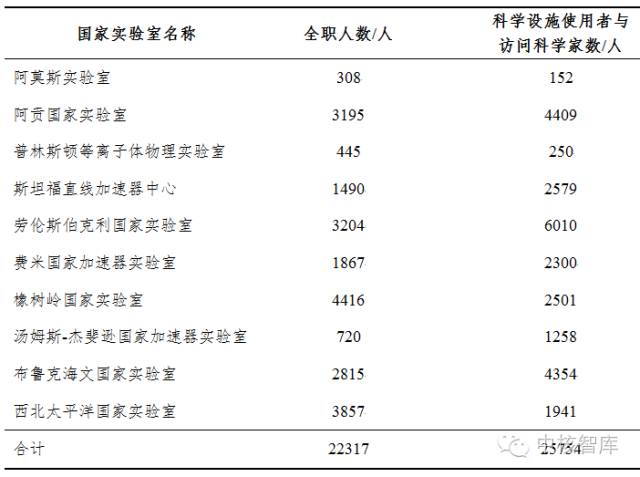 国家实验室名称 全职人数/人 科学设施使用者与
访问科学家数/人
阿莫斯实验室 308 152
阿贡国家实验室 3195 4409
普林斯顿等离子体物理实验室 445 250
斯坦福直线加速器中心 1490 2579
劳伦斯伯克利国家实验室 3204 6010
费米国家加速器实验室 1867 2300
橡树岭国家实验室 4416 2501
汤姆斯-杰斐逊国家加速器实验室 720 1258
布鲁克海文国家实验室 2815 4354
西北太平洋国家实验室 3857 1941
合计 22317 25754
中核智库